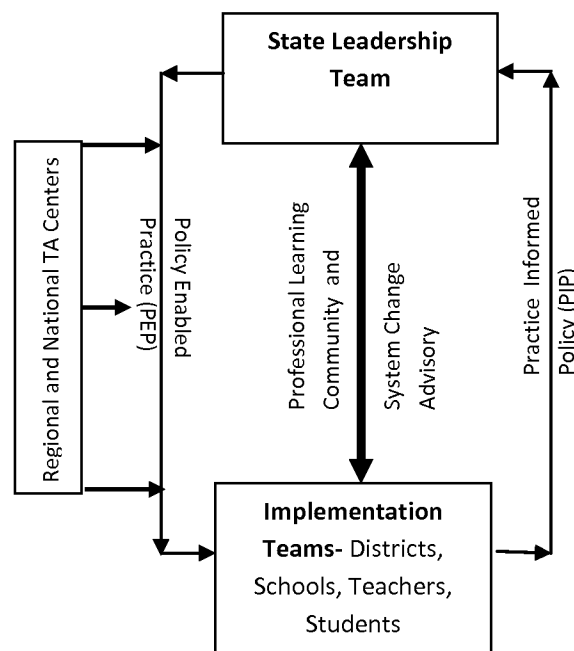 State Leadership
Team
Regional and National TA Centers
Policy Enabled
Practice (PEP)
Professional Learning
Community and
System Change
Advisory
Practice Informed
Policy (PIP)
Implementation
Teams- Districts,
Schools, Teachers,
Students